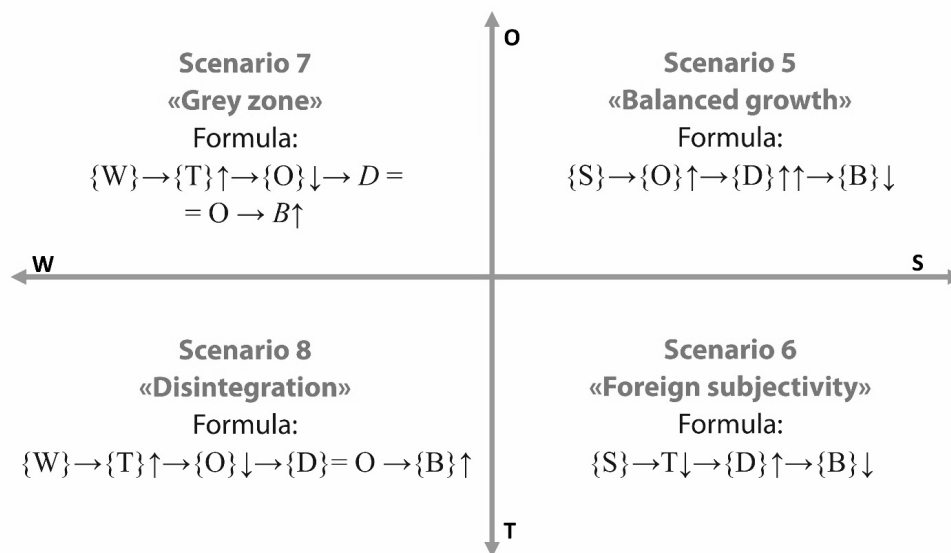 O
Scenario 7
«Grey zone»
Formula:
{W}→{T}↑→{O}↓→ D =
= O → B↑
Scenario 5
«Balanced growth»
Formula:
{S}→{O}↑→{D}↑↑→{B}↓
W
S
Scenario 8
«Disintegration»
Formula:
{W}→{T}↑→{O}↓→{D}= O →{B}↑
Scenario 6
«Foreign subjectivity»
Formula:
{S}→T↓→{D}↑→{B}↓
T